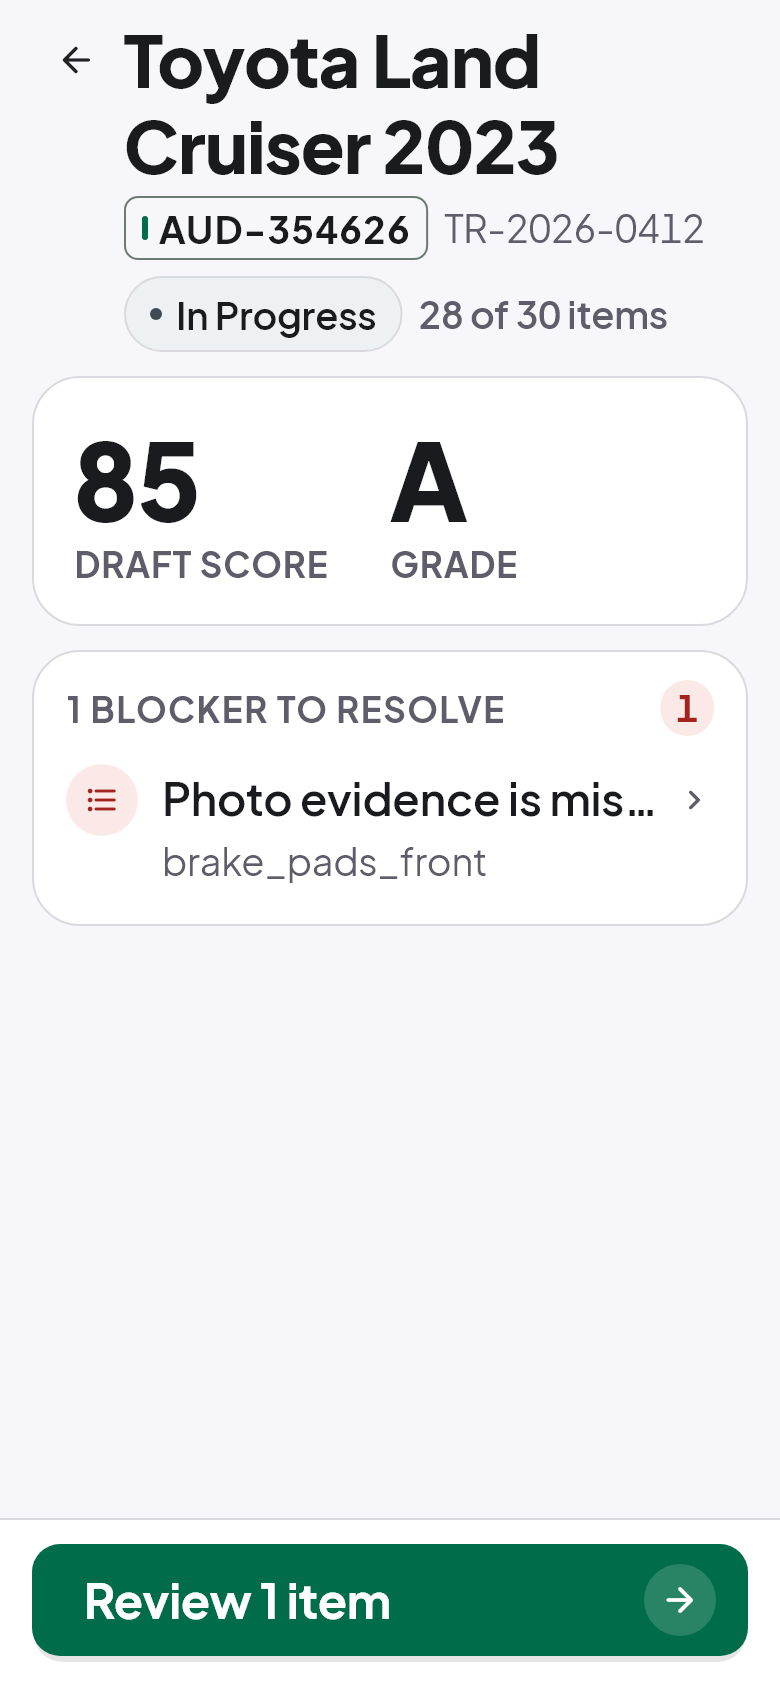 Toyota Land
Cruiser 2023
AUD-354626 TR-2026-0412
In Progress 28 of 30 items
85 A
DRAFT SCORE GRADE
1 BLOCKER TO RESOLVE 1
Photo evidence is mis...
brake_pads_front
Review 1 item